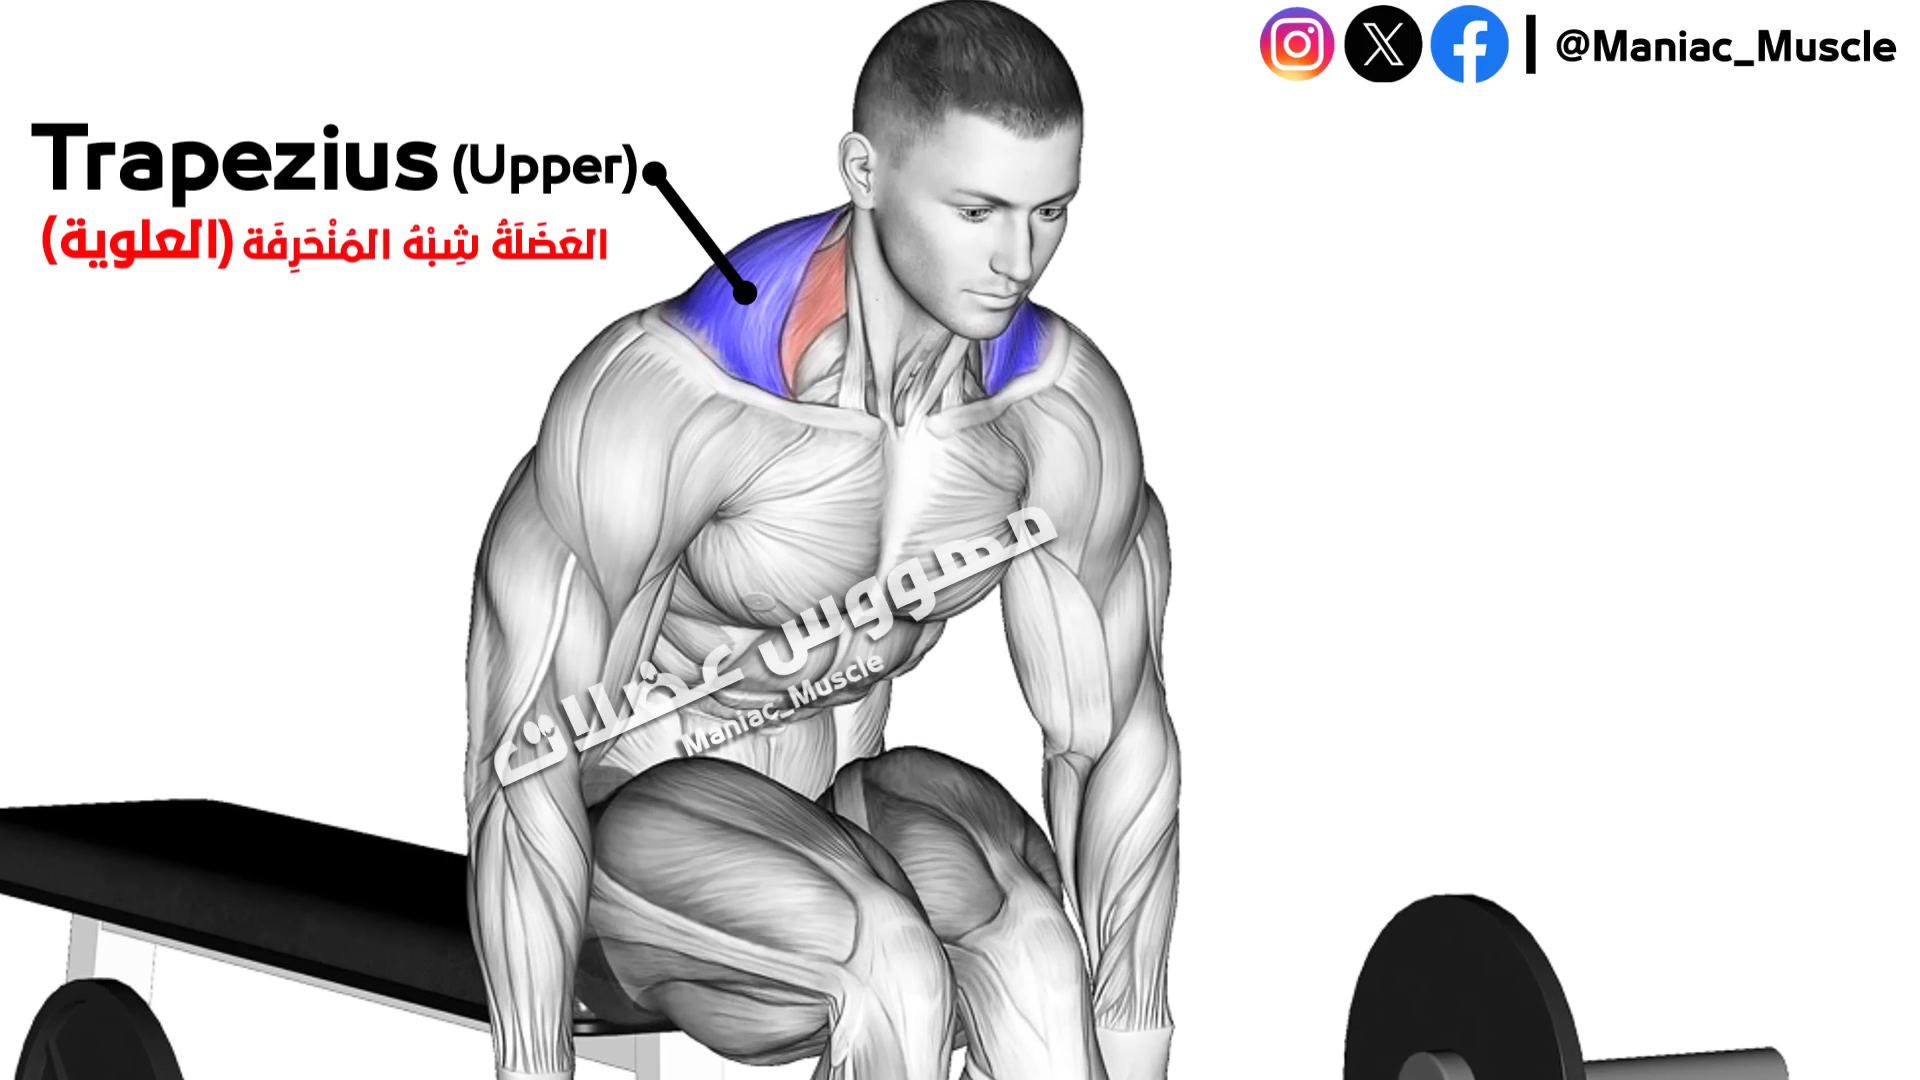 @Maniac_Muscle
Trapezius (Upper)
العَضَلَةُ شِبْهُ المُنْحَرِفَة (العلوية)
مهووس عضلات
Maniac_Muscle